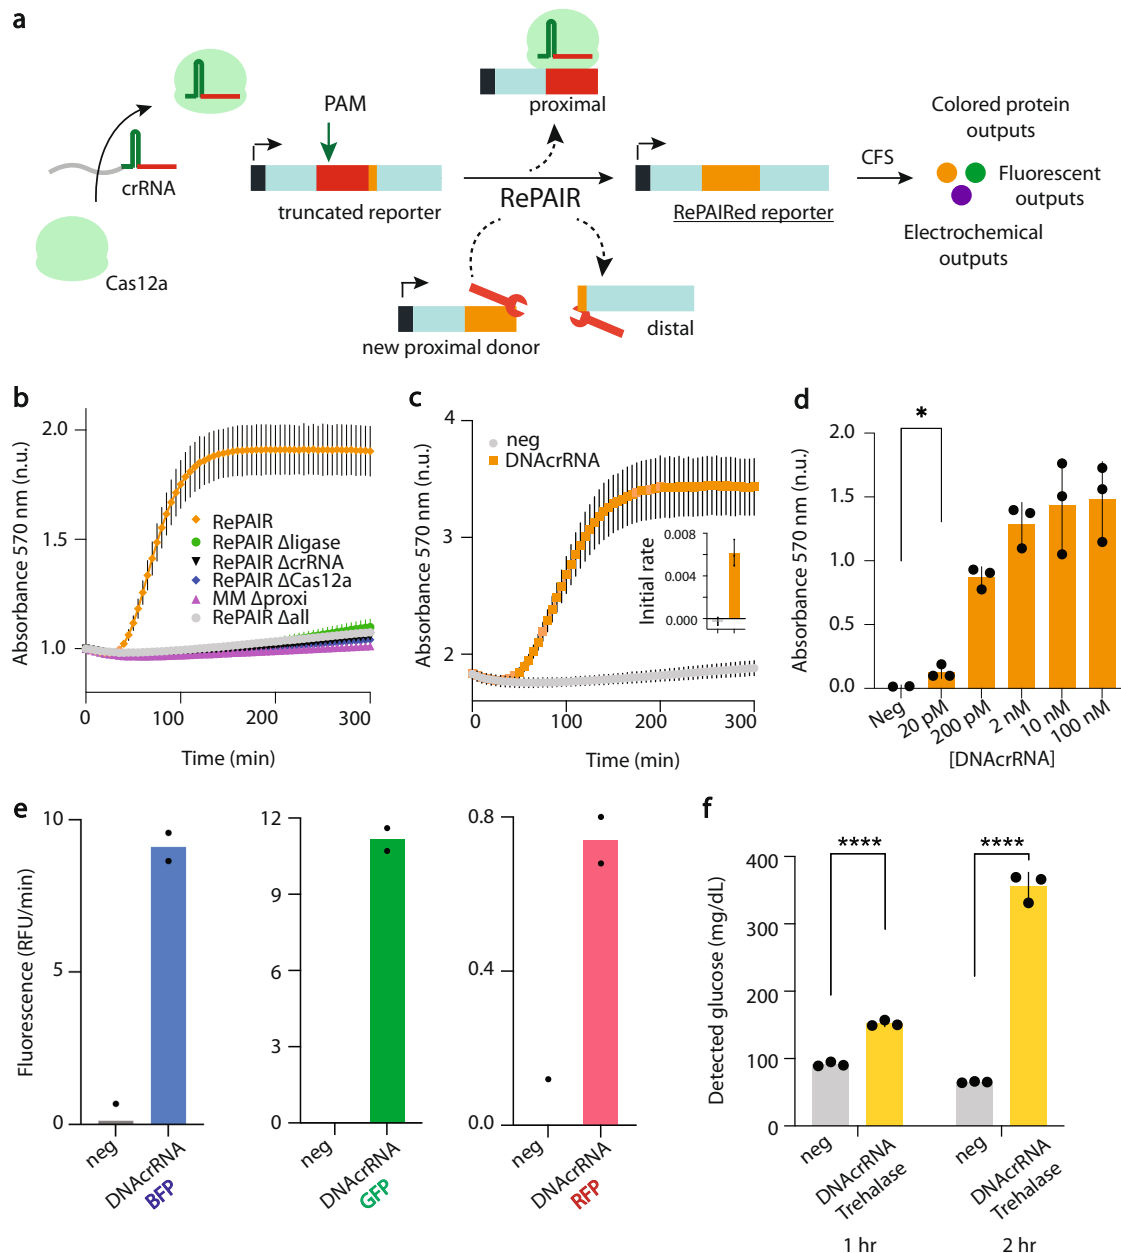 a
PAM
crRNA
Cas12a
truncated reporter
proximal
RePAIR
new proximal donor
distal
RePAIRed reporter
CFS
Colored protein
outputs
Fluorescent
outputs
Electrochemical
outputs
b
Absorbance 570 nm (n.u.)
2.0
1.5
1.0
RePAIR
RePAIR Δligase
RePAIR ΔcrRNA
RePAIR ΔCas12a
MM Δproxi
RePAIR Δall
0
100
200
300
Time (min)
c
Absorbance 570 nm (n.u.)
4
3
2
neg
DNAcrRNA
Initial rate
0.008
0.004
0.000
0
100
200
300
Time (min)
d
Absorbance 570 nm (n.u.)
2.0
1.5
1.0
0.5
0.0
*
Neg
20 pM
200 pM
2 nM
10 nM
100 nM
[DNAcrRNA]
e
Fluorescence (RFU/min)
10
5
0
neg
DNAcrRNA
BFP
12
9
6
3
0
neg
DNAcrRNA
GFP
0.8
0.4
0.0
neg
DNAcrRNA
RFP
f
Detected glucose (mg/dL)
400
300
200
100
0
****
****
neg
DNAcrRNA
Trehalase
neg
DNAcrRNA
Trehalase
1 hr
2 hr